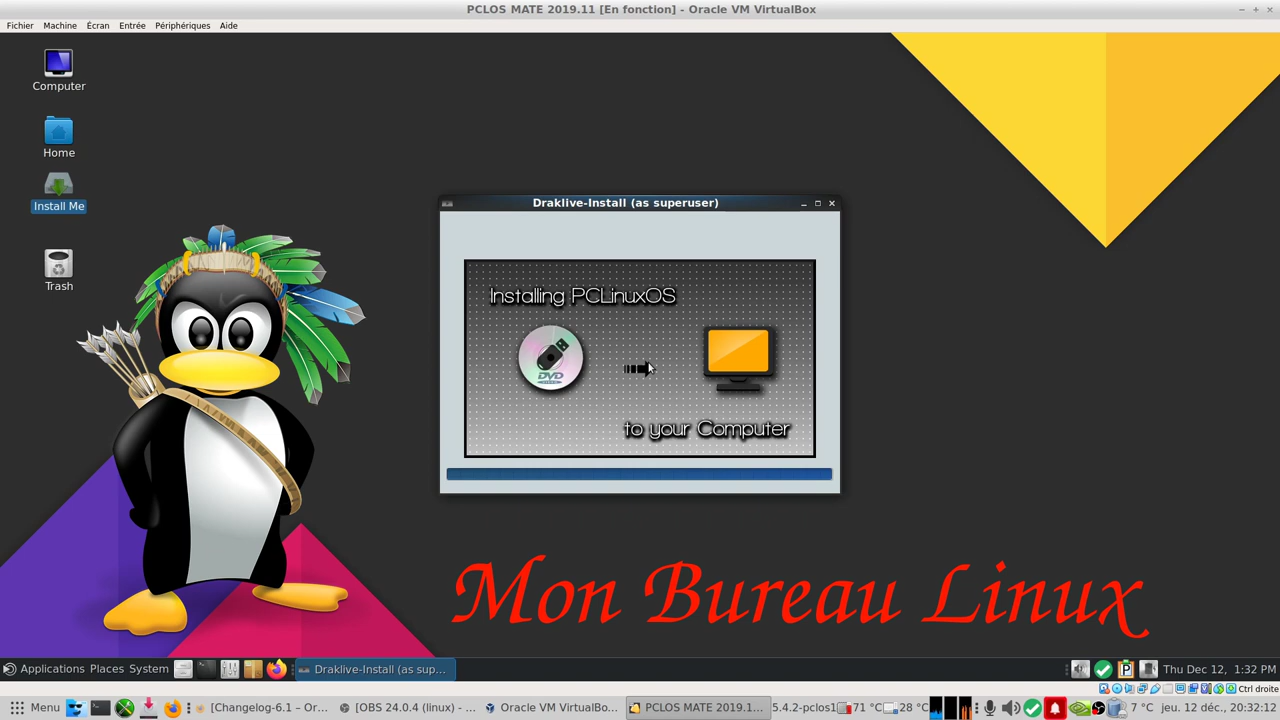 PCLOS MATE 2019.11 [En fonction] - Oracle VM VirtualBox
Fichier Machine Écran Entrée Périphériques Aide
Computer
Home
Install Me
Trash
Draklive-Install (as superuser)
Installing PCLinuxOS
DVD
to your Computer
Mon Bureau Linux
Applications Places System Draklive-Install (as sup... Thu Dec 12, 1:32 PM
Ctrl droite
Menu [Changelog-6.1 – Or... [OBS 24.0.3 (linux) - ... Oracle VM VirtualBo... PCLOS MATE 2019.1... 5.4.2-pclos1 71 °C 28 °C 7 °C jeu. 12 déc., 20:32:12